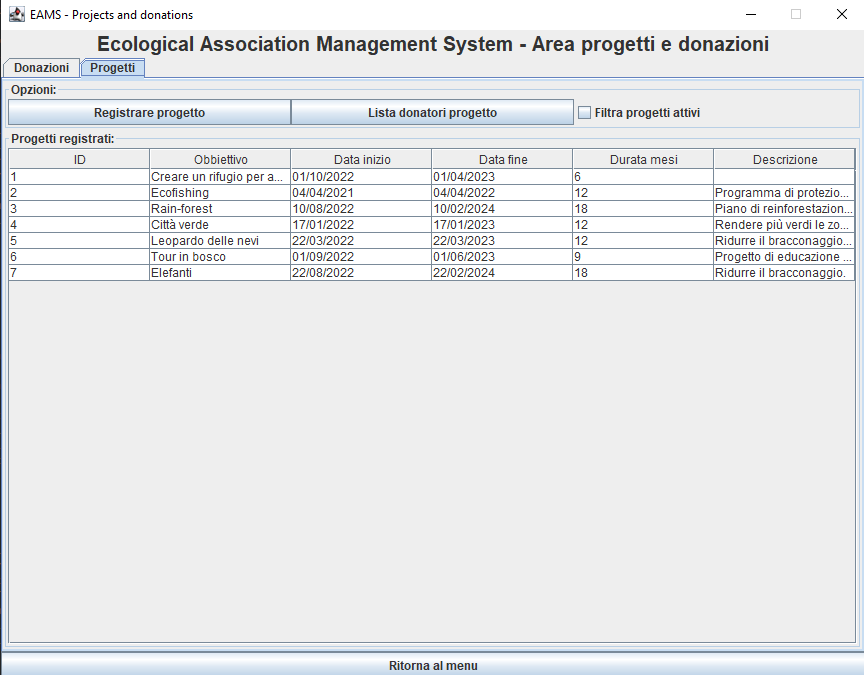 EAMS - Projects and donations
Ecological Association Management System - Area progetti e donazioni
Donazioni Progetti
Opzioni:
Registrare progetto Lista donatori progetto Filtra progetti attivi
Progetti registrati:
ID Obbiettivo Data inizio Data fine Durata mesi Descrizione
1 Creare un rifugio per a... 01/10/2022 01/04/2023 6
2 Ecofishing 04/04/2021 04/04/2022 12 Programma di protezio...
3 Rain-forest 10/08/2022 10/02/2024 18 Piano di reinforestazion...
4 Città verde 17/01/2022 17/01/2023 12 Rendere più verdi le zo...
5 Leopardo delle nevi 22/03/2022 22/03/2023 12 Ridurre il bracconaggio...
6 Tour in bosco 01/09/2022 01/06/2023 9 Progetto di educazione ...
7 Elefanti 22/08/2022 22/02/2024 18 Ridurre il bracconaggio.
Ritorna al menu